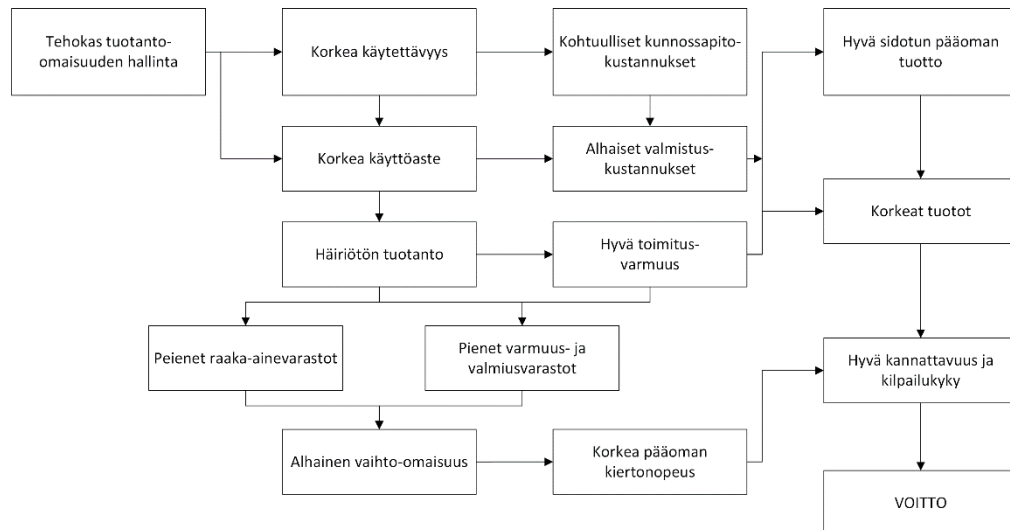 Tehokas tuotanto-
omaisuuden hallinta
Korkea käytettävyys
Kohtuulliset kunnossapito-
kustannukset
Hyvä sidotun pääoman
tuotto
Korkea käyttöaste
Alhaiset valmistus-
kustannukset
Korkeat tuotot
Häiriötön tuotanto
Hyvä toimitus-
varmuus
Peienet raaka-ainevarastot
Pienet varmuus- ja
valmiusvarastot
Hyvä kannattavuus ja
kilpailukyky
Alhainen vaihto-omaisuus
Korkea pääoman
kiertonopeus
VOITTO